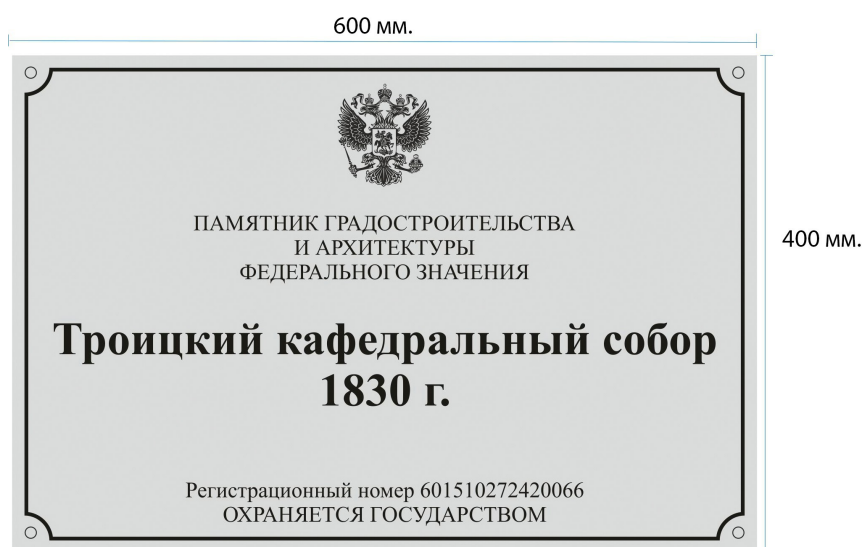 600 мм.
ПАМЯТНИК ГРАДОСТРОИТЕЛЬСТВА
И АРХИТЕКТУРЫ
ФЕДЕРАЛЬНОГО ЗНАЧЕНИЯ
400 мм.
Троицкий кафедральный собор
1830 г.
Регистрационный номер 601510272420066
ОХРАНЯЕТСЯ ГОСУДАРСТВОМ